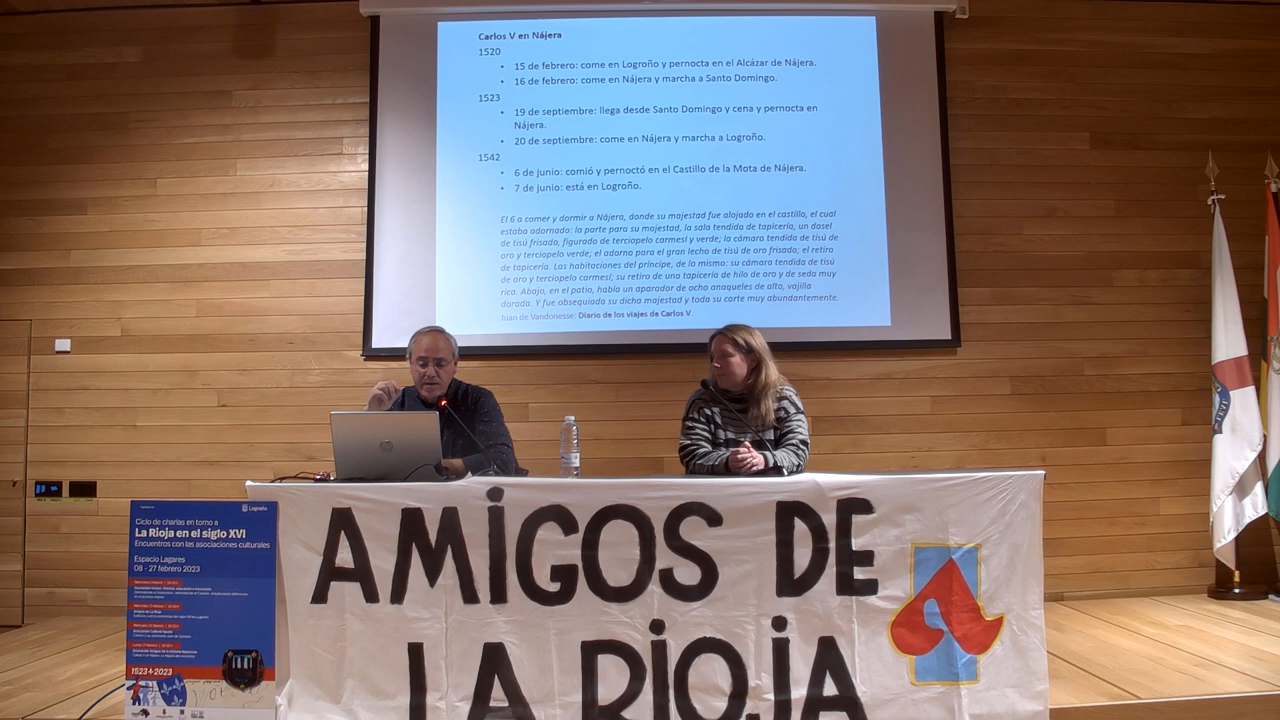 Carlos V en Nájera
1520
• 15 de febrero: come en Logroño y pernocta en el Alcázar de Nájera.
• 16 de febrero: come en Nájera y marcha a Santo Domingo.
1523
• 19 de septiembre: llega desde Santo Domingo y cena y pernocta en
Nájera.
• 20 de septiembre: come en Nájera y marcha a Logroño.
1542
• 6 de junio: comió y pernoctó en el Castillo de la Mota de Nájera.
• 7 de junio: está en Logroño.
El 6 a comer y dormir a Nájera, donde su majestad fue alojado en el castillo, el cual
estaba adornado: la parte para su majestad, la sala tendida de tapicería, un dosel
de tisú frisado, figurado de terciopelo carmesí y verde; la cámara tendida de tisú de
oro y terciopelo verde; el adorno para el gran lecho de tisú de oro frisado; el retiro
de tapicería. Las habitaciones del príncipe, de lo mismo: su cámara tendida de tisú
de oro y terciopelo carmesí; su retiro de una tapicería de hilo de oro y de seda muy
rica. Abajo, en el patio, había un aparador de ocho anaqueles de alto, vajilla
dorada. Y fue obsequiado su dicha majestad y toda su corte muy abundantemente.
Juan de Vandonesse: Diario de los viajes de Carlos V.
AMIGOS DE
LA RIOJA
Logroño
Ciclo de charlas en torno a
La Rioja en el siglo XVI
Encuentros con las asociaciones culturales
Espacio Lagares
08 - 27 febrero 2023
Amigos de La Rioja
1523+2023